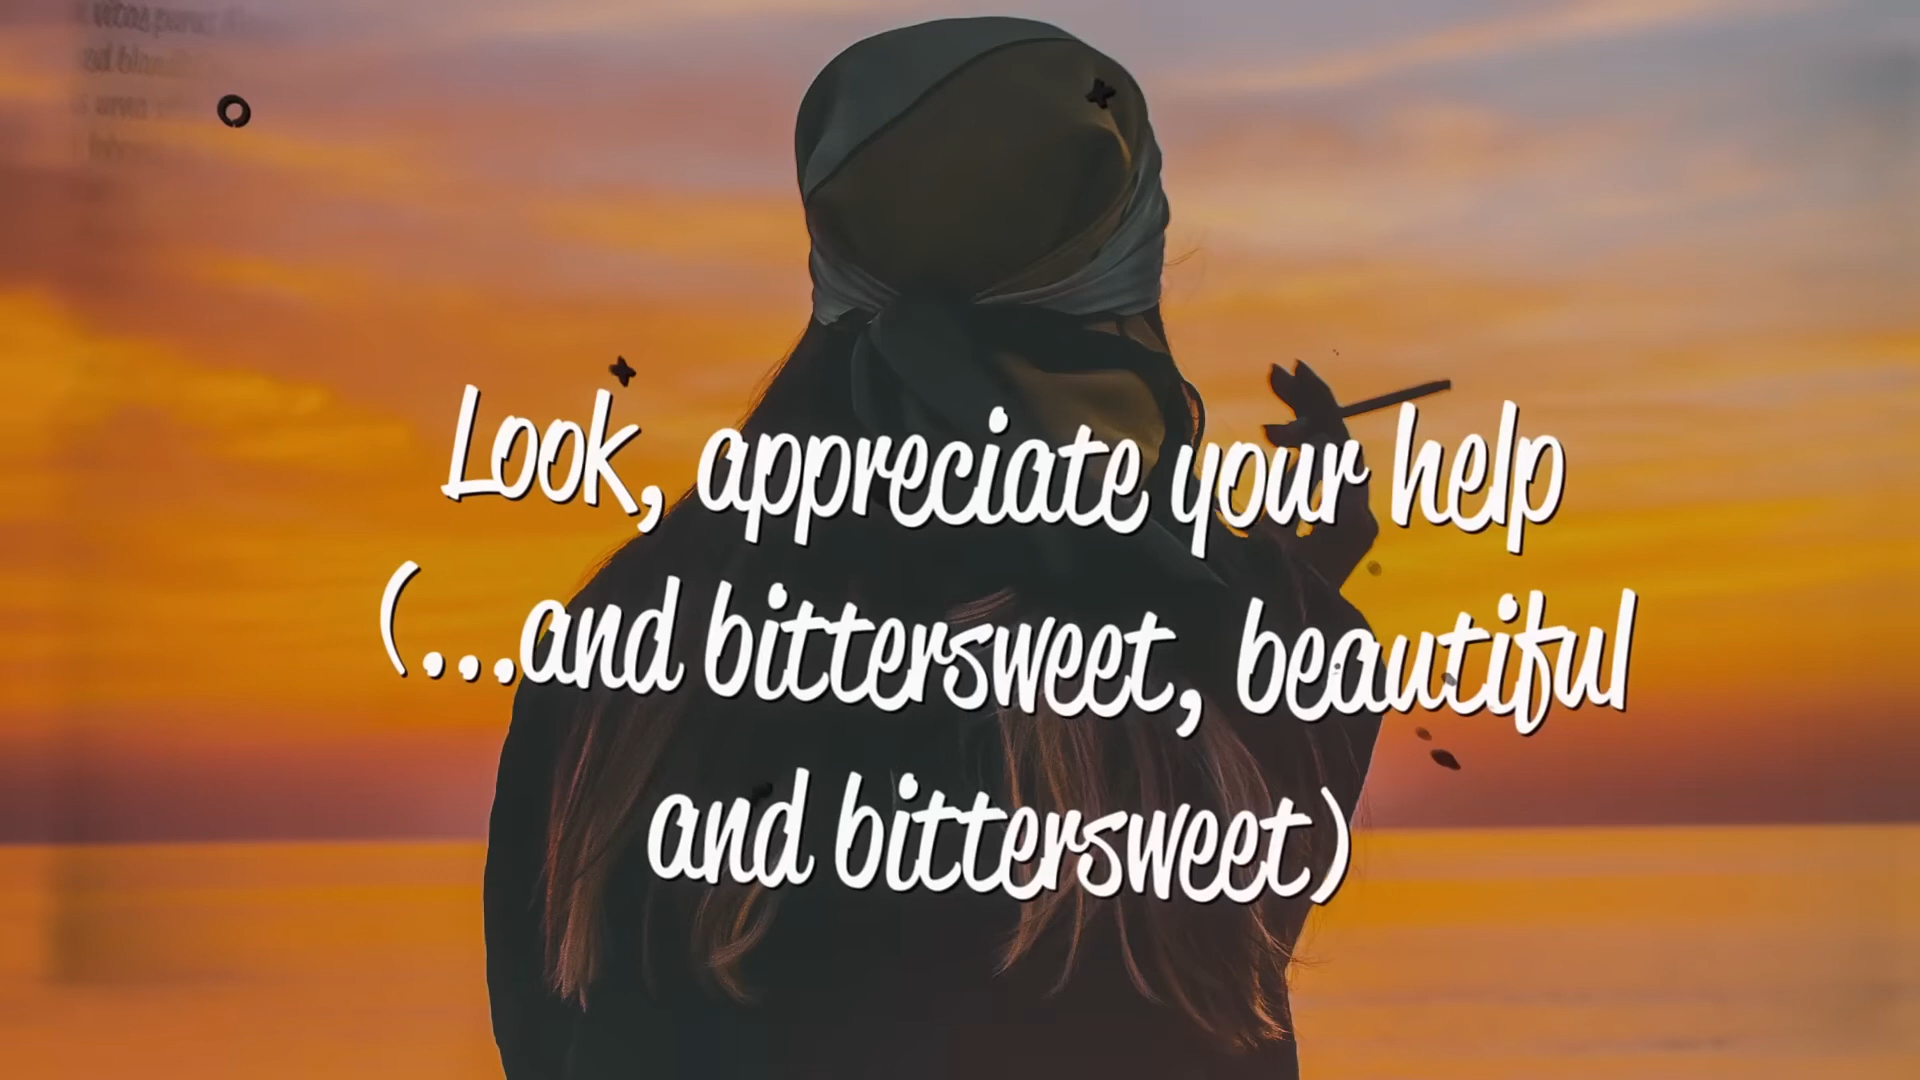 Look, appreciate your help
(...and bittersweet, beautiful
and bittersweet)